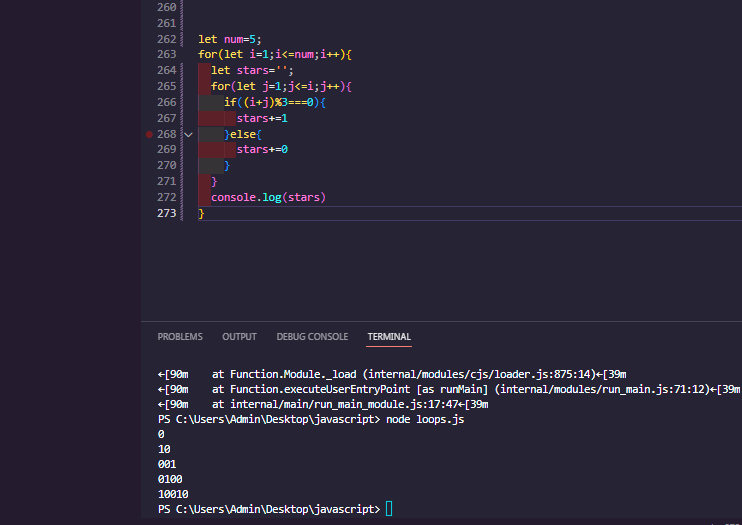 260
261
262 let num=5;
263 for(let i=1;i<=num;i++){
264 let stars='';
265 for(let j=1;j<=i;j++){
266 if((i+j)%3===0){
267 stars+=1
268 }else{
269 stars+=0
270 }
271 }
272 console.log(stars)
273 }
PROBLEMS OUTPUT DEBUG CONSOLE TERMINAL
←[90m at Function.Module._load (internal/modules/cjs/loader.js:875:14)←[39m
←[90m at Function.executeUserEntryPoint [as runMain] (internal/modules/run_main.js:71:12)←[39m
←[90m at internal/main/run_main_module.js:17:47←[39m
PS C:\Users\Admin\Desktop\javascript> node loops.js
0
10
001
0100
10010
PS C:\Users\Admin\Desktop\javascript>